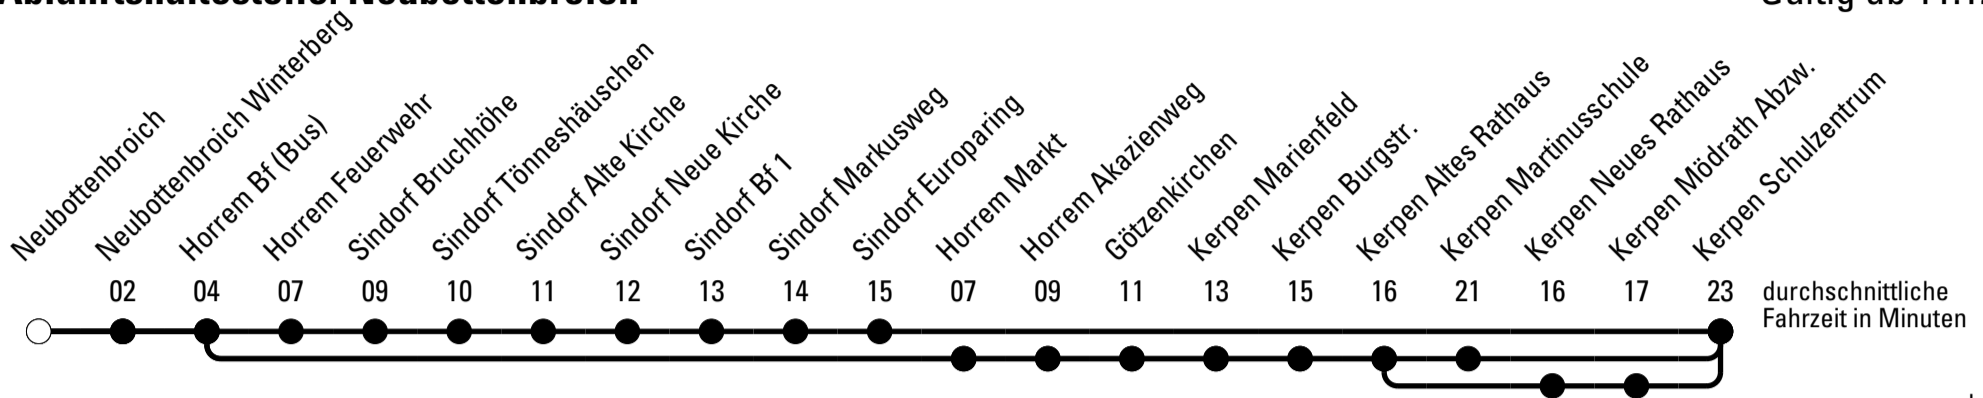 Neubottenbroich
Neubottenbroich Winterberg
Horrem Bf (Bus)
Horrem Feuerwehr
Sindorf Bruchhöhe
Sindorf Tönneshäuschen
Sindorf Alte Kirche
Sindorf Neue Kirche
Sindorf Bf 1
Sindorf Markusweg
Sindorf Europaring
Horrem Markt
Horrem Akazienweg
Götzenkirchen
Kerpen Marienfeld
Kerpen Burgstr.
Kerpen Altes Rathaus
Kerpen Martinusschule
Kerpen Neues Rathaus
Kerpen Mödrath Abzw.
Kerpen Schulzentrum
02 04 07 09 10 11 12 13 14 15 07 09 11 13 15 16 21 16 17 23 durchschnittliche
Fahrzeit in Minuten